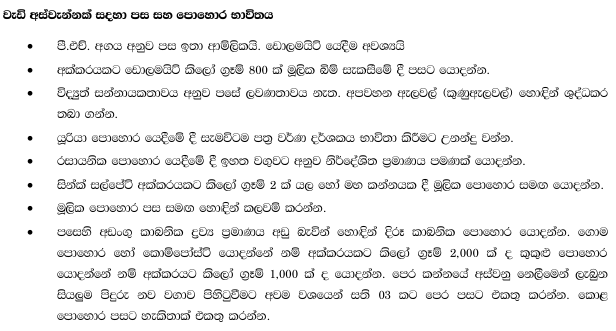 වැඩි අස්වැන්නක් සඳහා පස සහ පොහොර භාවිතය
• පී.එච්. අගය අනුව පස ඉතා ආම්ලිකයි. ඩොලමයිට් යෙදීම අවශ්‍යයි
• අක්කරයකට ඩොලමයිට් කිලෝ ග්‍රෑම් 800 ක් මූලික බිම් සැකසීමේ දී පසට යොදන්න.
• විද්‍යුත් සන්නායකතාවය අනුව පසේ ලවණතාවය නැත. අපවහන ඇලවල් (කුණුඇලවල්) හොඳින් ශුද්ධකර
තබා ගන්න.
• යූරියා පොහොර යෙදීමේ දී සැමවිටම පත්‍ර වර්ණ දර්ශකය භාවිතා කිරීමට උනන්දු වන්න.
• රසායනික පොහොර යෙදීමේ දී ඉහත වගුවට අනුව නිර්දේශිත ප්‍රමාණය පමණක් යොදන්න.
• සින්ක් සල්පේට් අක්කරයකට කිලෝ ග්‍රෑම් 2 ක් යල හෝ මහ කන්නයක දී මූලික පොහොර සමඟ යොදන්න.
• මූලික පොහොර පස සමඟ හොඳින් කලවම් කරන්න.
• පසෙහි අඩංගු කාබනික ද්‍රව්‍ය ප්‍රමාණය අඩු බැවින් හොඳින් දිරූ කාබනික පොහොර යොදන්න. ගොම
පොහොර හෝ කොම්පෝස්ට් යොදන්නේ නම් අක්කරයකට කිලෝ ග්‍රෑම් 2,000 ක් ද කුකුළු පොහොර
යොදන්නේ නම් අක්කරයට කිලෝ ග්‍රෑම් 1,000 ක් ද යොදන්න. පෙර කන්නයේ අස්වනු නෙලීමෙන් ලැබුන
සියලුම පිදුරු නව වගාව පිහිටුවීමට අවම වශයෙන් සති 03 කට පෙර පසට එකතු කරන්න. කොළ
පොහොර පසට හැකිතාක් එකතු කරන්න.